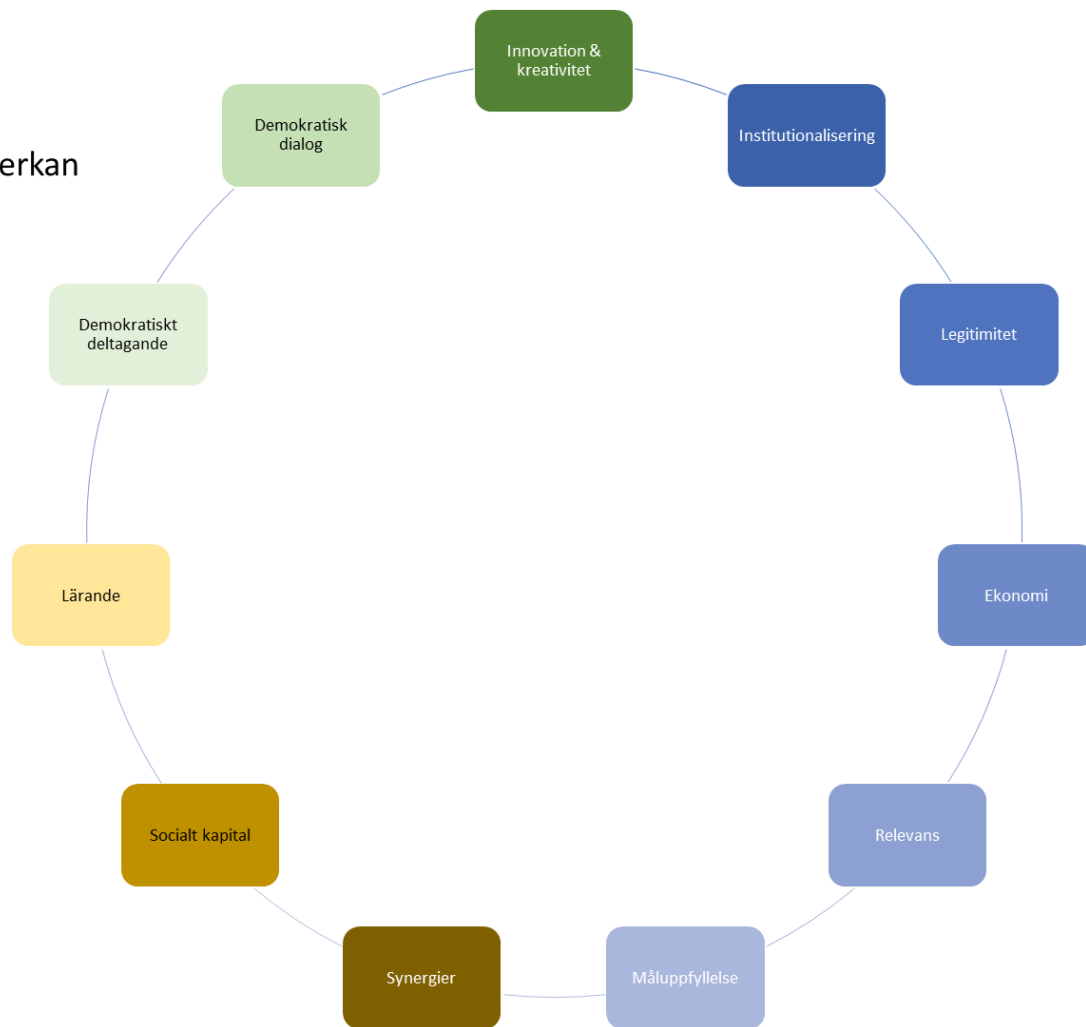 Innovation &
kreativitet
Demokratisk
dialog
Institutionalisering
erkan
Demokratiskt
deltagande
Legitimitet
Lärande
Ekonomi
Socialt kapital
Relevans
Synergier
Måluppfyllelse